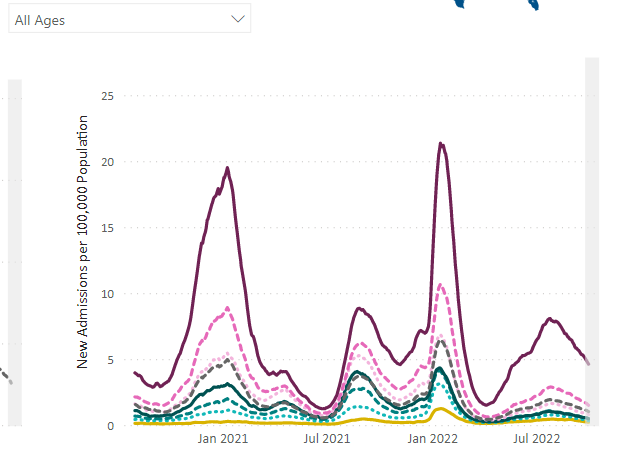 All Ages
New Admissions per 100,000 Population
25
20
15
10
5
0
Jan 2021
Jul 2021
Jan 2022
Jul 2022